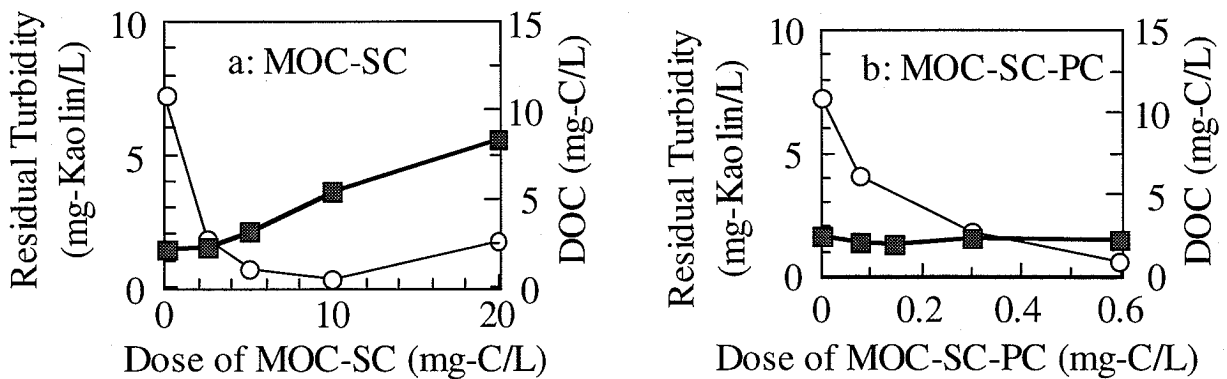 Residual Turbidity
(mg-Kaolin/L)
10
5
0
a: MOC-SC
15
10
5
0
DOC (mg-C/L)
0
10
20
Dose of MOC-SC (mg-C/L)
Residual Turbidity
(mg-Kaolin/L)
10
5
0
b: MOC-SC-PC
15
10
5
0
DOC (mg-C/L)
0
0.2
0.4
0.6
Dose of MOC-SC-PC (mg-C/L)